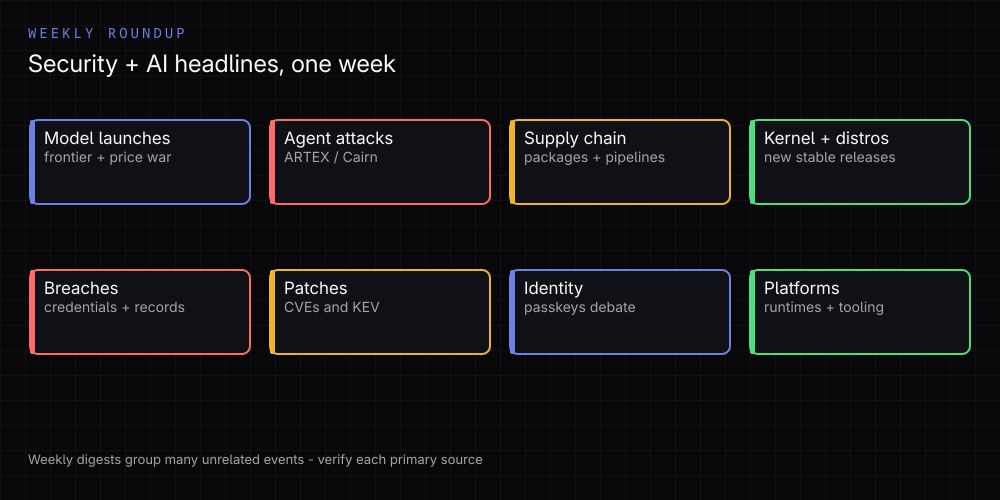 WEEKLY ROUNDUP
Security + AI headlines, one week
Model launches
frontier + price war
Agent attacks
ARTEX / Cairn
Supply chain
packages + pipelines
Kernel + distros
new stable releases
Breaches
credentials + records
Patches
CVEs and KEV
Identity
passkeys debate
Platforms
runtimes + tooling
Weekly digests group many unrelated events - verify each primary source